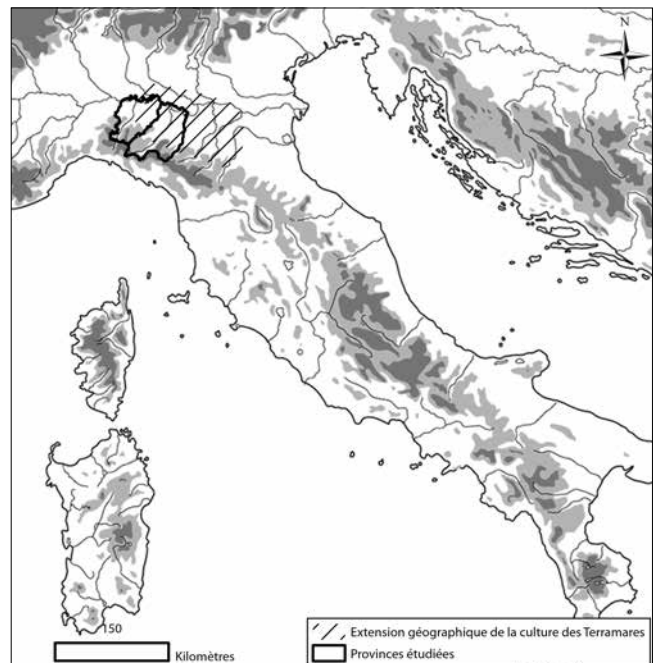 N
150
Kilomètres
Extension géographique de la culture des Terramares
Provinces étudiées